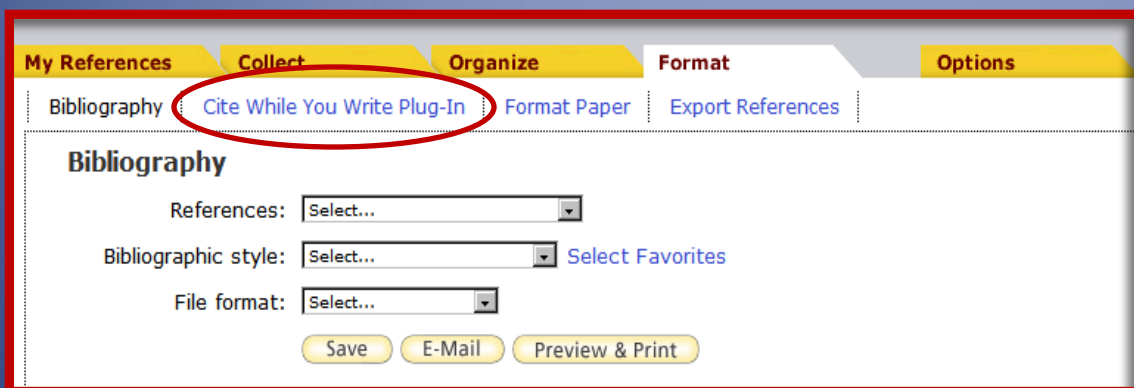 My References Collect Organize Format Options
Bibliography Cite While You Write Plug-In Format Paper Export References
Bibliography
References: Select...
Bibliographic style: Select... Select Favorites
File format: Select...
Save E-Mail Preview & Print